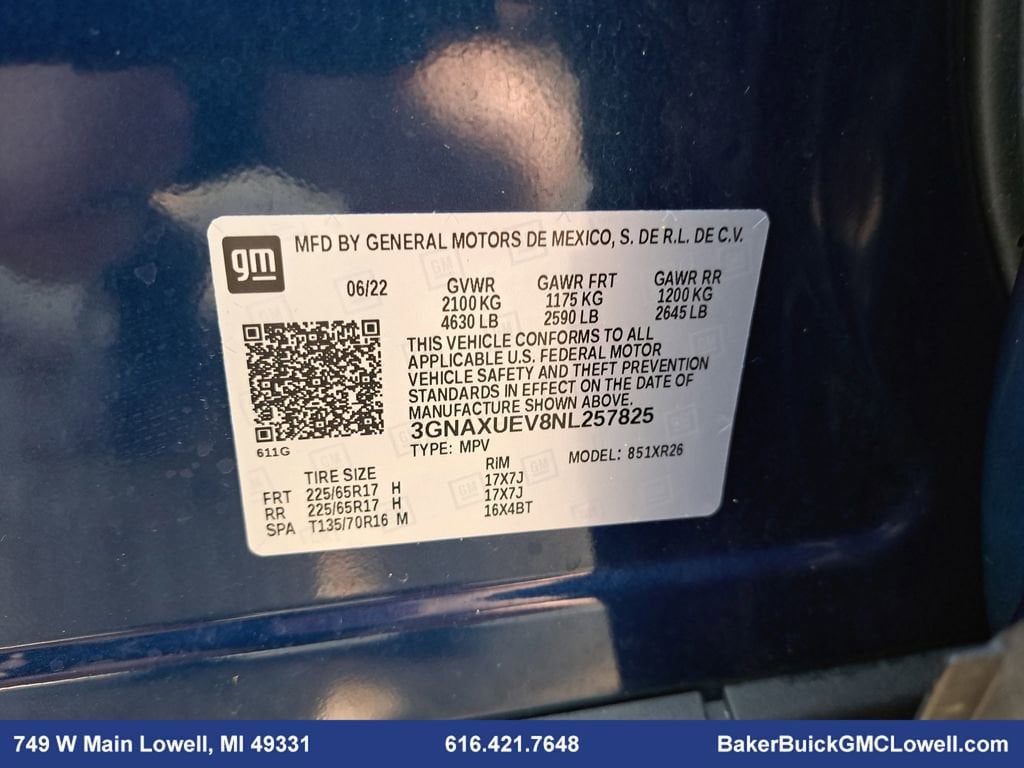 gm
MFD BY GENERAL MOTORS DE MEXICO, S. DE R.L. DE C.V.
06/22
GVWR GAWR FRT GAWR RR
2100 KG 1175 KG 1200 KG
4630 LB 2590 LB 2645 LB
THIS VEHICLE CONFORMS TO ALL
APPLICABLE U.S. FEDERAL MOTOR
VEHICLE SAFETY AND THEFT PREVENTION
STANDARDS IN EFFECT ON THE DATE OF
MANUFACTURE SHOWN ABOVE.
3GNAXUEV8NL257825
611G
TYPE: MPV MODEL: 851XR26
TIRE SIZE RIM
FRT 225/65R17 H 17X7J
RR 225/65R17 H 17X7J
SPA T135/70R16 M 16X4BT
749 W Main Lowell, MI 49331 616.421.7648 BakerBuickGMCLowell.com